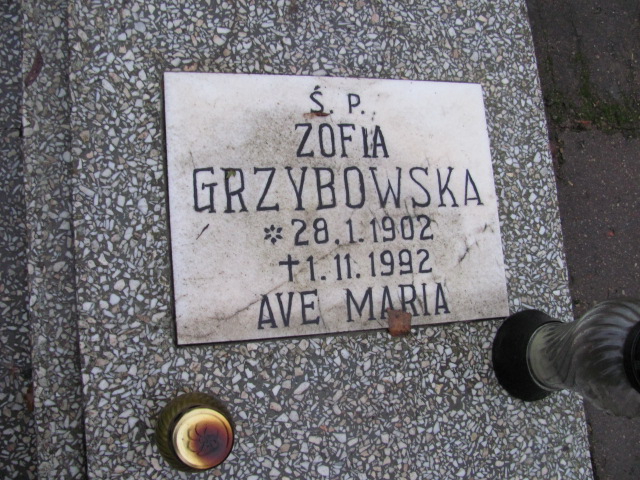 Ś. P.
ZOFIA
GRZYBOWSKA
* 28.1.1902
† 1.11.1992
AVE MARIA